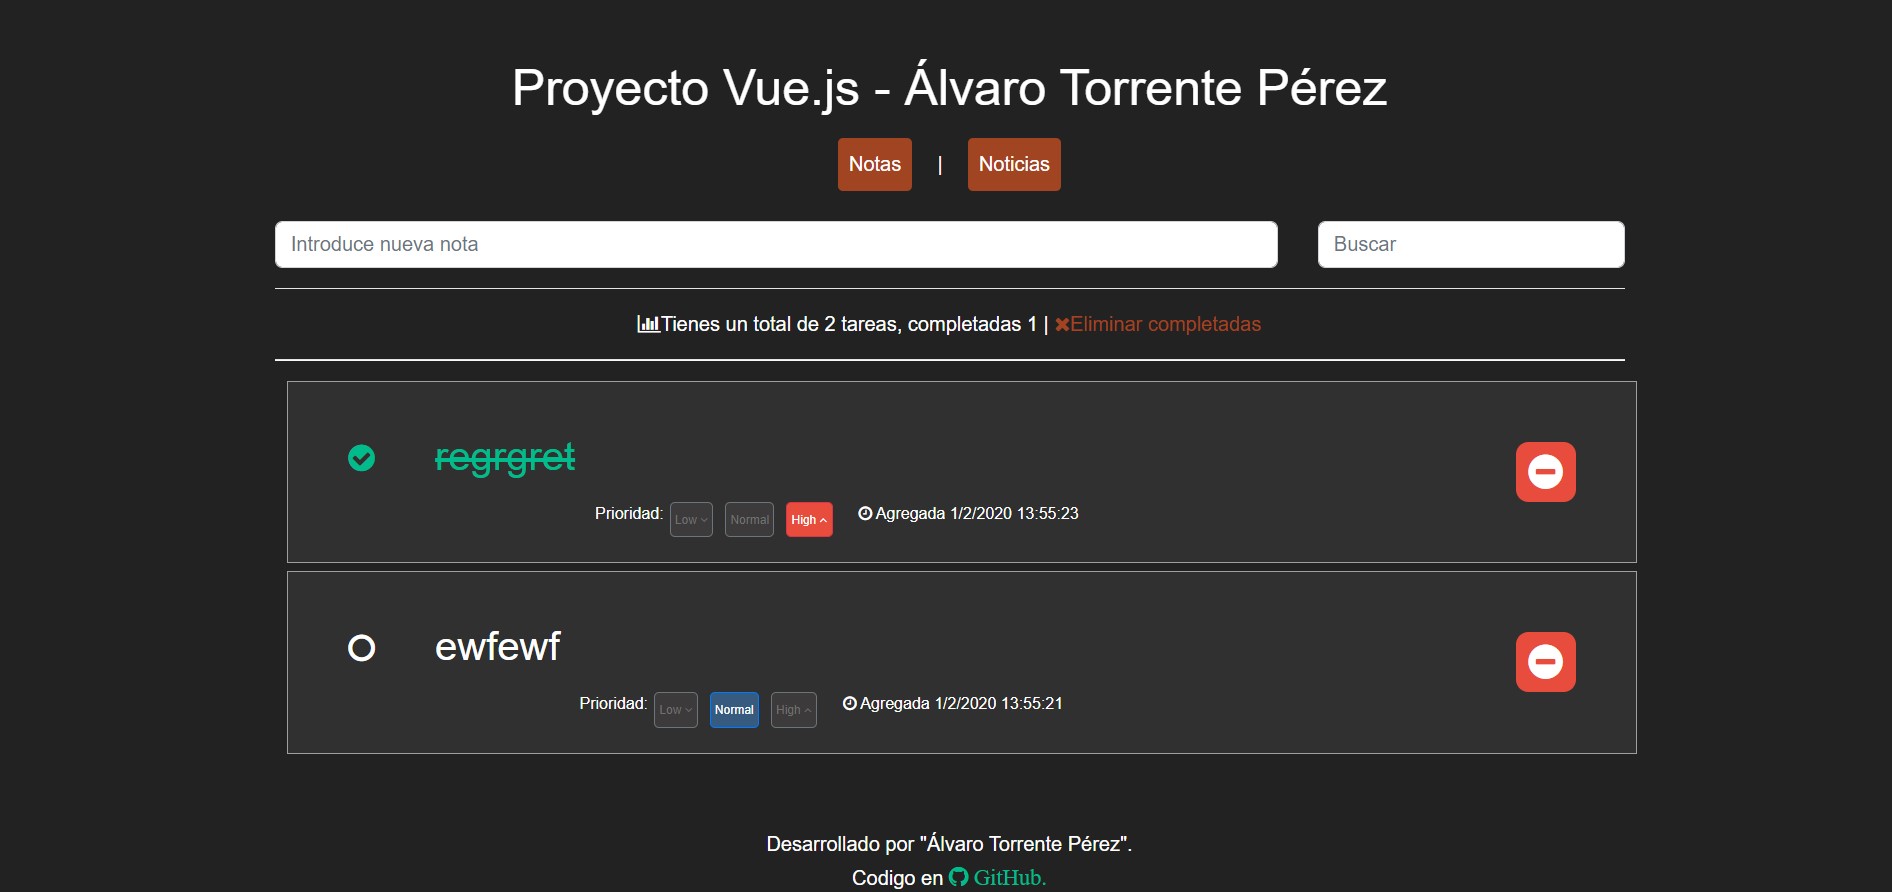 Proyecto Vue.js - Álvaro Torrente Pérez
Notas | Noticias
Introduce nueva nota Buscar
Tienes un total de 2 tareas, completadas 1 | Eliminar completadas
regrgret
Prioridad: Low Normal High Agregada 1/2/2020 13:55:23
ewfewf
Prioridad: Low Normal High Agregada 1/2/2020 13:55:21
Desarrollado por "Álvaro Torrente Pérez".
Codigo en GitHub.